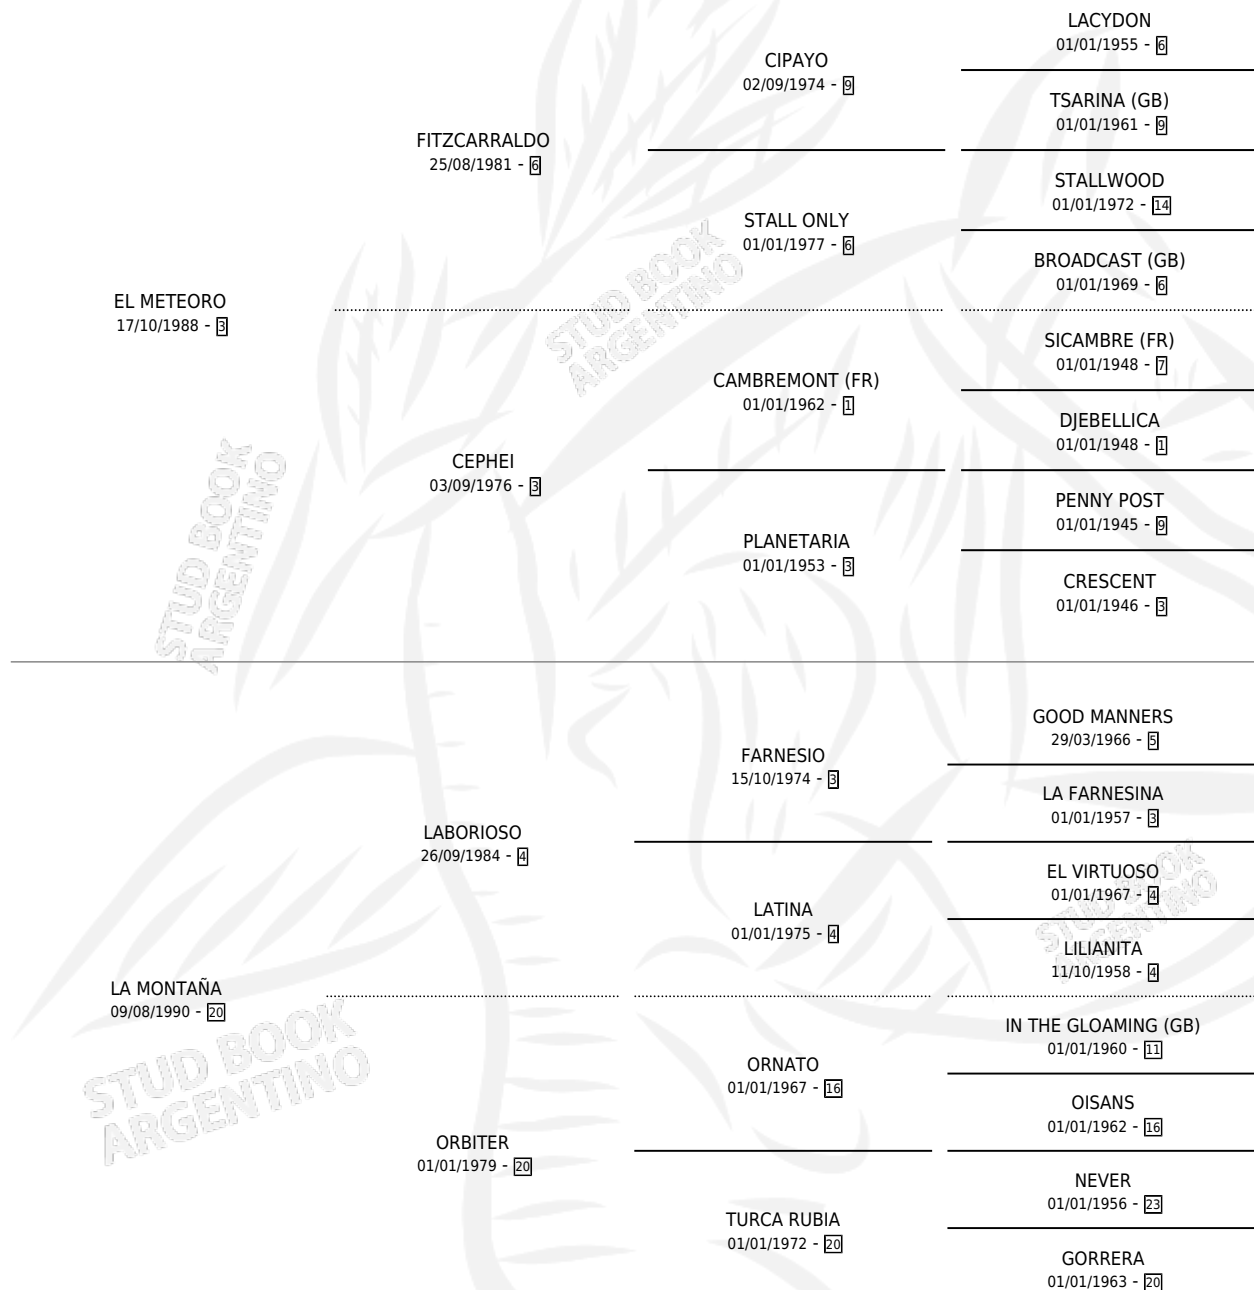 LACYDON
01/01/1955 - 6
CIPAYO
02/09/1974 - 9
TSARINA (GB)
01/01/1961 - 9
FITZCARRALDO
25/08/1981 - 6
STALLWOOD
01/01/1972 - 14
STALL ONLY
01/01/1977 - 6
BROADCAST (GB)
01/01/1969 - 6
EL METEORO
17/10/1988 - 3
STUD BOOK
ARGENTINO
SICAMBRE (FR)
01/01/1948 - 7
CAMBREMONT (FR)
01/01/1962 - 1
DJEBELLICA
01/01/1948 - 1
CEPHEI
03/09/1976 - 3
PENNY POST
01/01/1945 - 9
PLANETARIA
01/01/1953 - 3
CRESCENT
01/01/1946 - 3
STUD BOOK
ARGENTINO
GOOD MANNERS
29/03/1966 - 5
FARNESIO
15/10/1974 - 3
LA FARNESINA
01/01/1957 - 3
LABORIOSO
26/09/1984 - 4
EL VIRTUOSO
01/01/1967 - 4
LATINA
01/01/1975 - 4
STUD BOOK
ARGENTINO
LILIANITA
11/10/1958 - 4
LA MONTAÑA
09/08/1990 - 20
IN THE GLOAMING (GB)
01/01/1960 - 11
ORNATO
01/01/1967 - 16
STUD BOOK
ARGENTINO
OISANS
01/01/1962 - 16
ORBITER
01/01/1979 - 20
NEVER
01/01/1956 - 23
TURCA RUBIA
01/01/1972 - 20
GORRERA
01/01/1963 - 20